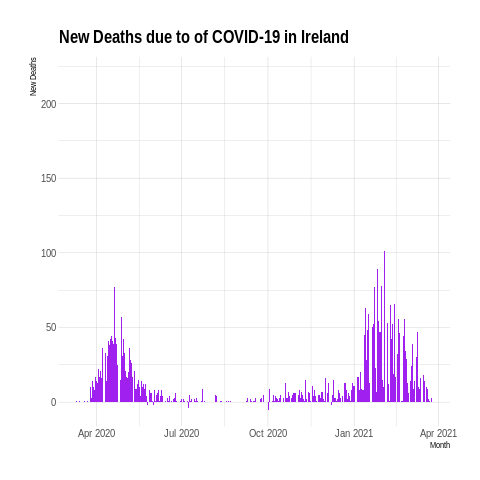 New Deaths due to of COVID-19 in Ireland
New Deaths
200
150
100
50
0
Apr 2020
Jul 2020
Oct 2020
Jan 2021
Apr 2021
Month